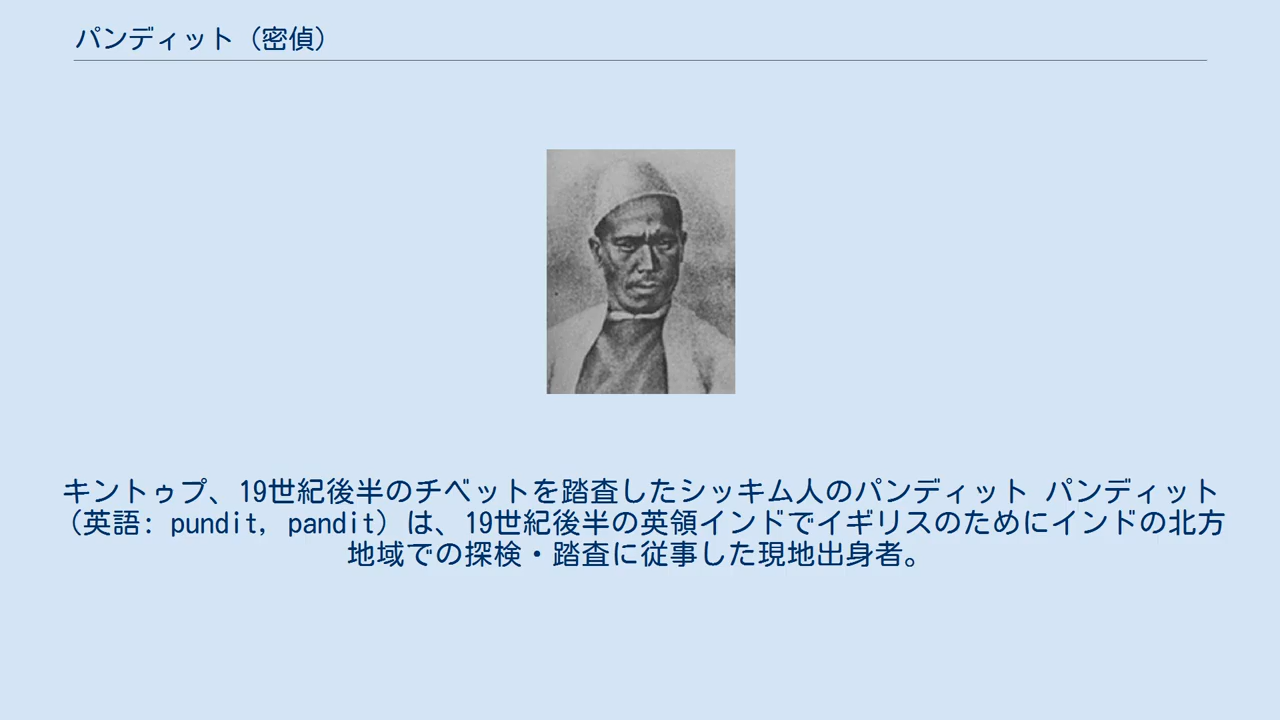 パンディット（密偵）
キントゥプ、19世紀後半のチベットを踏査したシッキム人のパンディット パンディット
（英語: pundit, pandit）は、19世紀後半の英領インドでイギリスのためにインドの北方
地域での探検・踏査に従事した現地出身者。